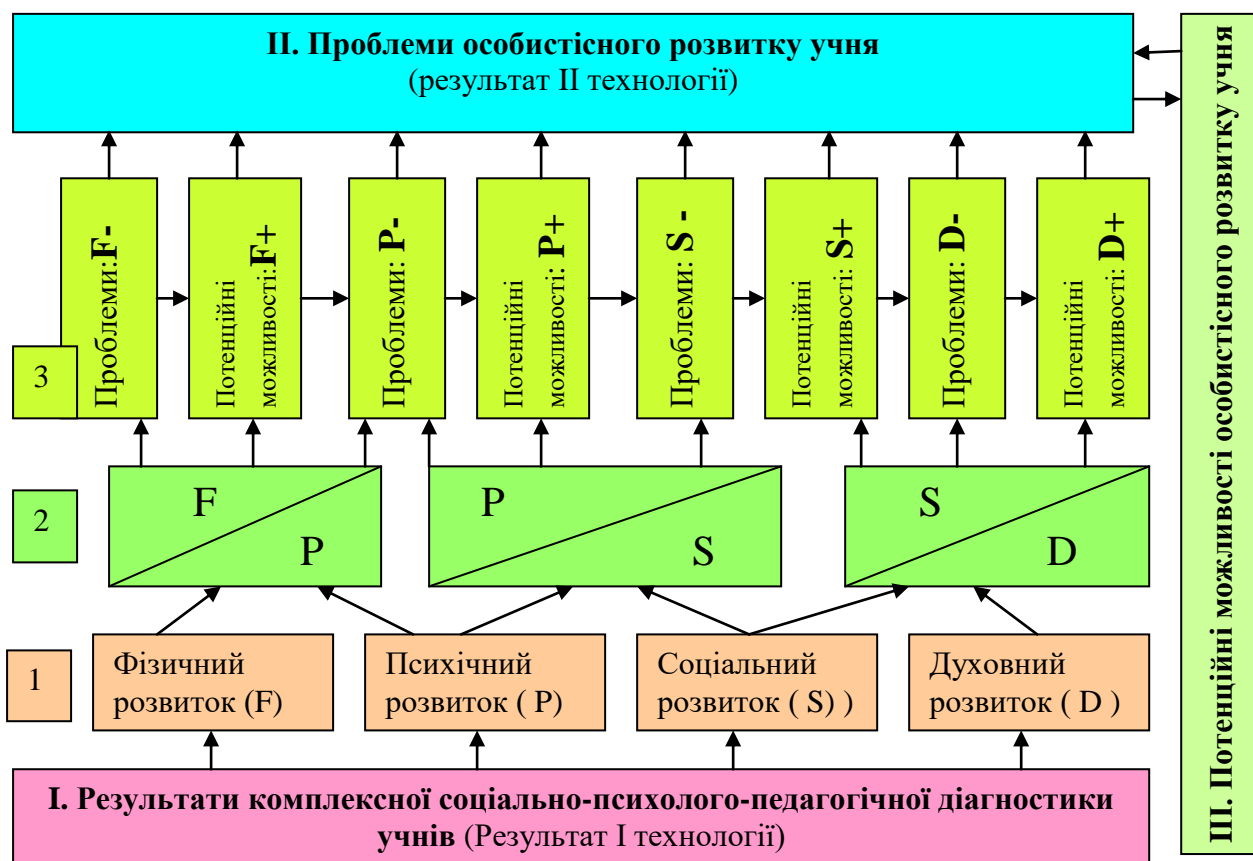 II. Проблеми особистісного розвитку учня
(результат II технології)
III. Потенційні можливості особистісного розвитку учня
Проблеми:F-
Потенційні
можливості:F+
Проблеми: P-
Потенційні
можливості: P+
Проблеми: S -
Потенційні
можливості: S+
Проблеми: D-
Потенційні
можливості: D+
3
2
F
P
P
S
S
D
1
Фізичний
розвиток (F)
Психічний
розвиток ( P)
Соціальний
розвиток ( S) )
Духовний
розвиток ( D )
I. Результати комплексної соціально-психолого-педагогічної діагностики
учнів (Результат I технології)